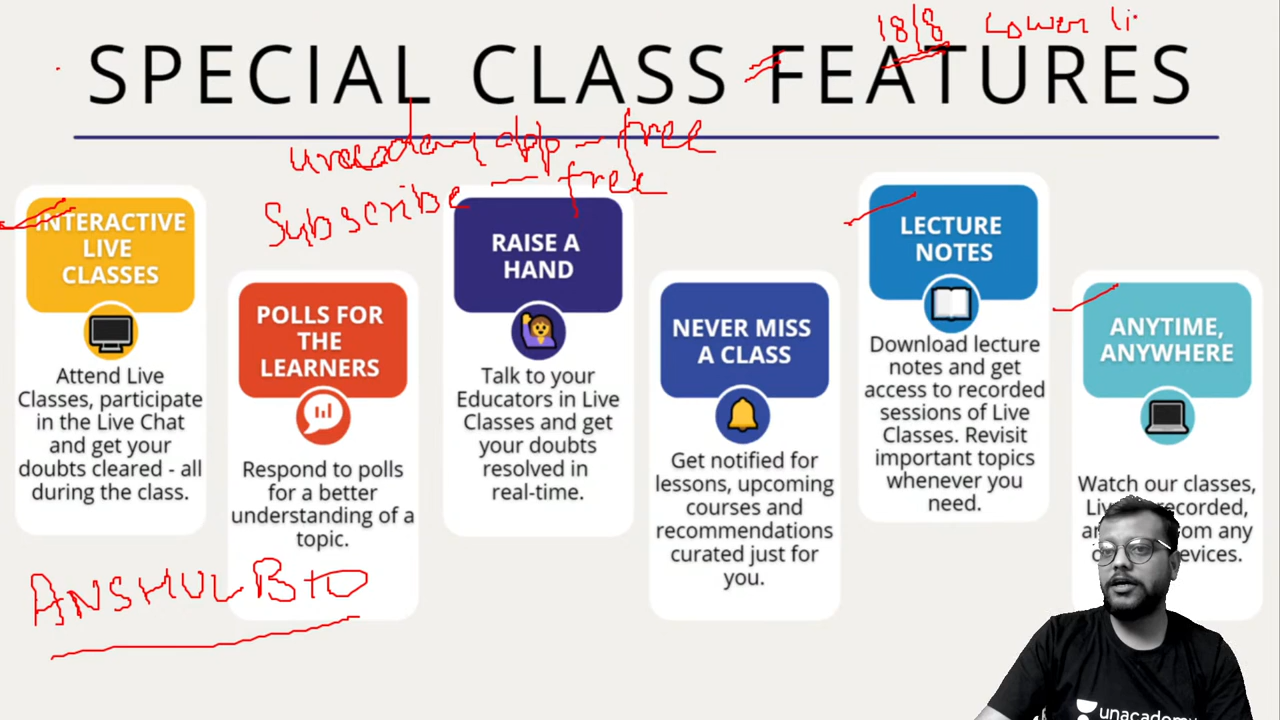 18/8 Lower li
SPECIAL CLASS FEATURES
unacademy app - free
Subscribe - free
INTERACTIVE
LIVE
CLASSES
Attend Live
Classes, participate
in the Live Chat
and get your
doubts cleared - all
during the class.
POLLS FOR
THE
LEARNERS
Respond to polls
for a better
understanding of a
topic.
RAISE A
HAND
Talk to your
Educators in Live
Classes and get
your doubts
resolved in
real-time.
NEVER MISS
A CLASS
Get notified for
lessons, upcoming
courses and
recommendations
curated just for
you.
LECTURE
NOTES
Download lecture
notes and get
access to recorded
sessions of Live
Classes. Revisit
important topics
whenever you
need.
ANYTIME,
ANYWHERE
Watch our classes,
any
ANSHUL BIO
unacademy